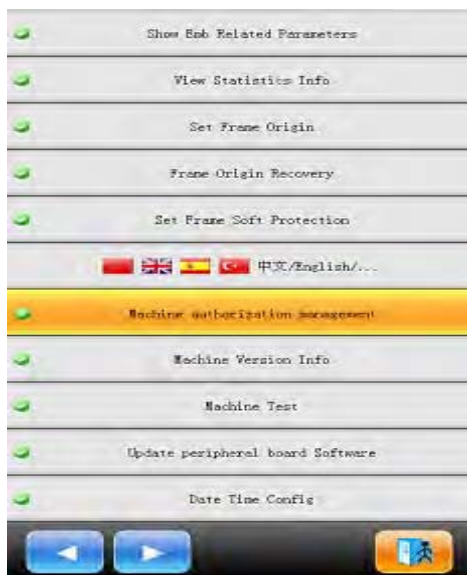 Show Emb Related Parameters
View Statistics Info
Set Frame Origin
Frame Origin Recovery
Set Frame Soft Protection
中文/English/...
Machine authorization management
Machine Version Info
Machine Test
Update peripheral board Software
Date Time Config